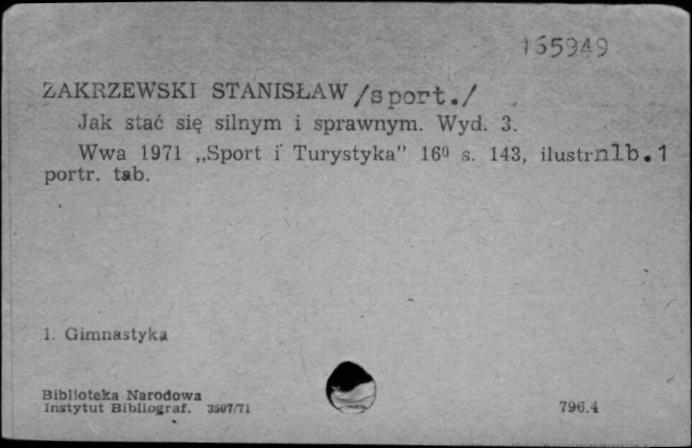 165949
ZAKRZEWSKI STANISŁAW /sport./
Jak stać się silnym i sprawnym. Wyd. 3.
Wwa 1971 „Sport i Turystyka” 16⁰ s. 143, ilustr nlb.1
portr. tab.
1. Gimnastyka
Biblioteka Narodowa
Instytut Bibliograf. 3507/71
796.4